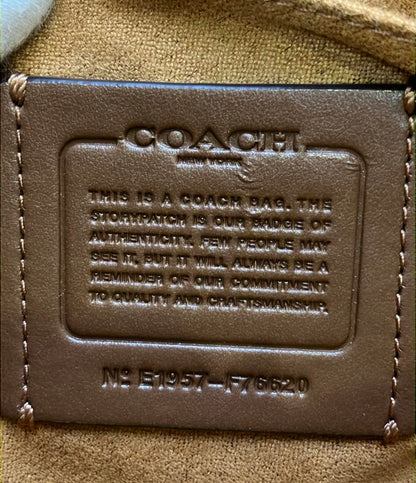 COACH
NEW YORK
THIS IS A COACH BAG. THE
STORYPATCH IS OUR BADGE OF
AUTHENTICITY. FEW PEOPLE MAY
SEE IT, BUT IT WILL ALWAYS BE A
REMINDER OF OUR COMMITMENT
TO QUALITY AND CRAFTSMANSHIP.
Nº E1957-F76620